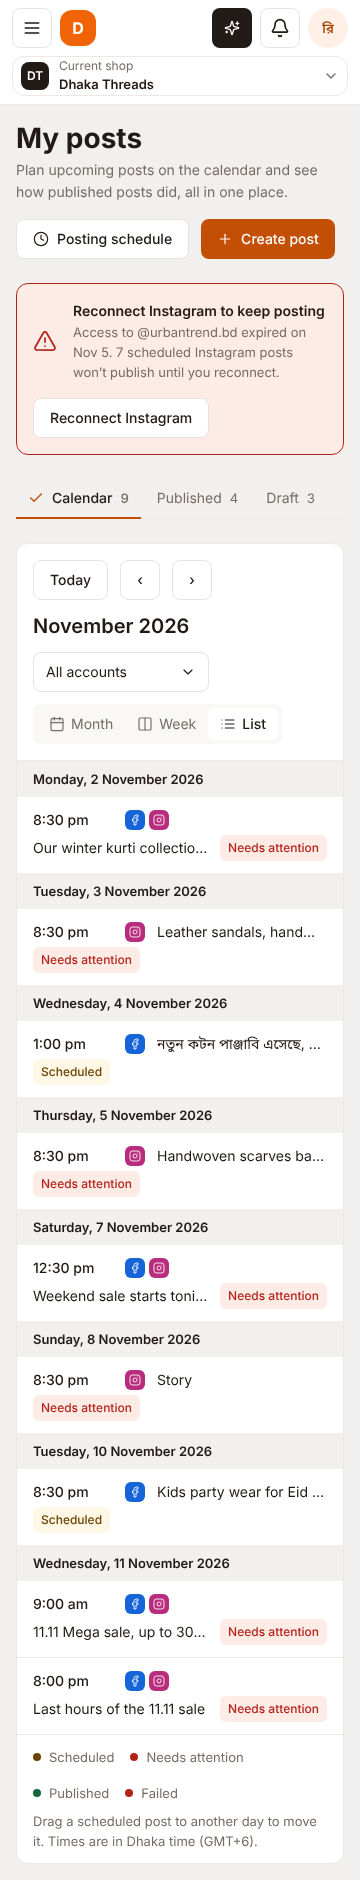 D
রি
DT
Current shop
Dhaka Threads
My posts
Plan upcoming posts on the calendar and see
how published posts did, all in one place.
Posting schedule
Create post
Reconnect Instagram to keep posting
Access to @urbantrend.bd expired on
Nov 5. 7 scheduled Instagram posts
won't publish until you reconnect.
Reconnect Instagram
Calendar 9 Published 4 Draft 3
Today ‹ ›
November 2026
All accounts
Month Week List
Monday, 2 November 2026
8:30 pm
Our winter kurti collectio... Needs attention
Tuesday, 3 November 2026
8:30 pm Leather sandals, hand...
Needs attention
Wednesday, 4 November 2026
1:00 pm নতুন কটন পাঞ্জাবি এসেছে, ...
Scheduled
Thursday, 5 November 2026
8:30 pm Handwoven scarves ba...
Needs attention
Saturday, 7 November 2026
12:30 pm
Weekend sale starts toni... Needs attention
Sunday, 8 November 2026
8:30 pm Story
Needs attention
Tuesday, 10 November 2026
8:30 pm Kids party wear for Eid ...
Scheduled
Wednesday, 11 November 2026
9:00 am
11.11 Mega sale, up to 30... Needs attention
8:00 pm
Last hours of the 11.11 sale Needs attention
Scheduled Needs attention
Published Failed
Drag a scheduled post to another day to move
it. Times are in Dhaka time (GMT+6).